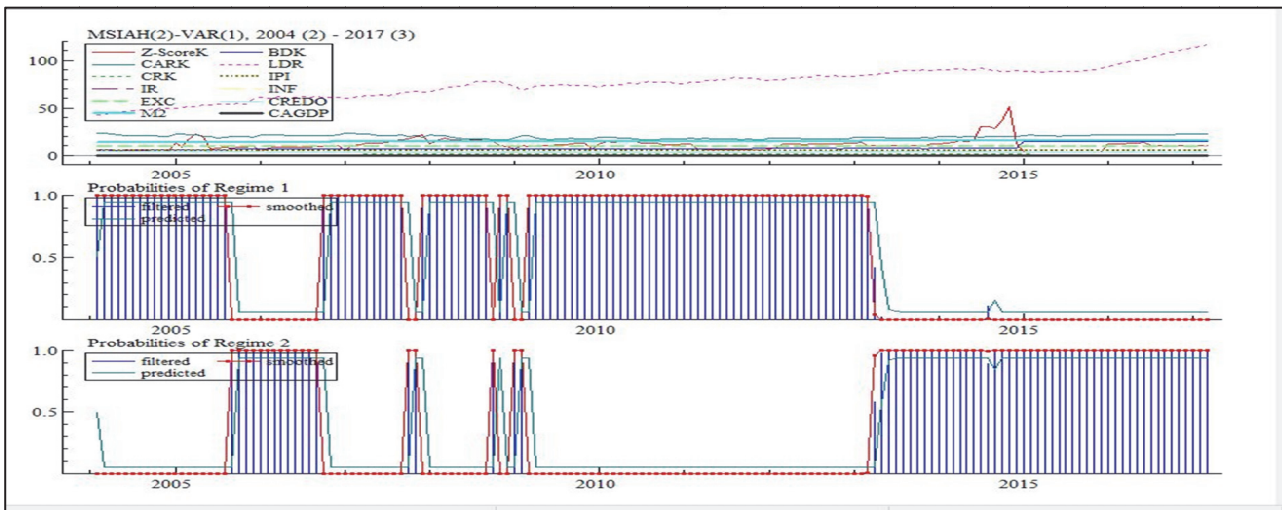 MSIAH(2)-VAR(1), 2004 (2) - 2017 (3)
Z-ScoreK BDK
CARK LDR
CRK IPI
IR INF
EXC CREDO
M2 CAGDP
100
50
0
2005 2010 2015
Probabilities of Regime 1
1.0
filtered smoothed
predicted
0.5
2005 2010 2015
Probabilities of Regime 2
1.0
filtered smoothed
predicted
0.5
2005 2010 2015